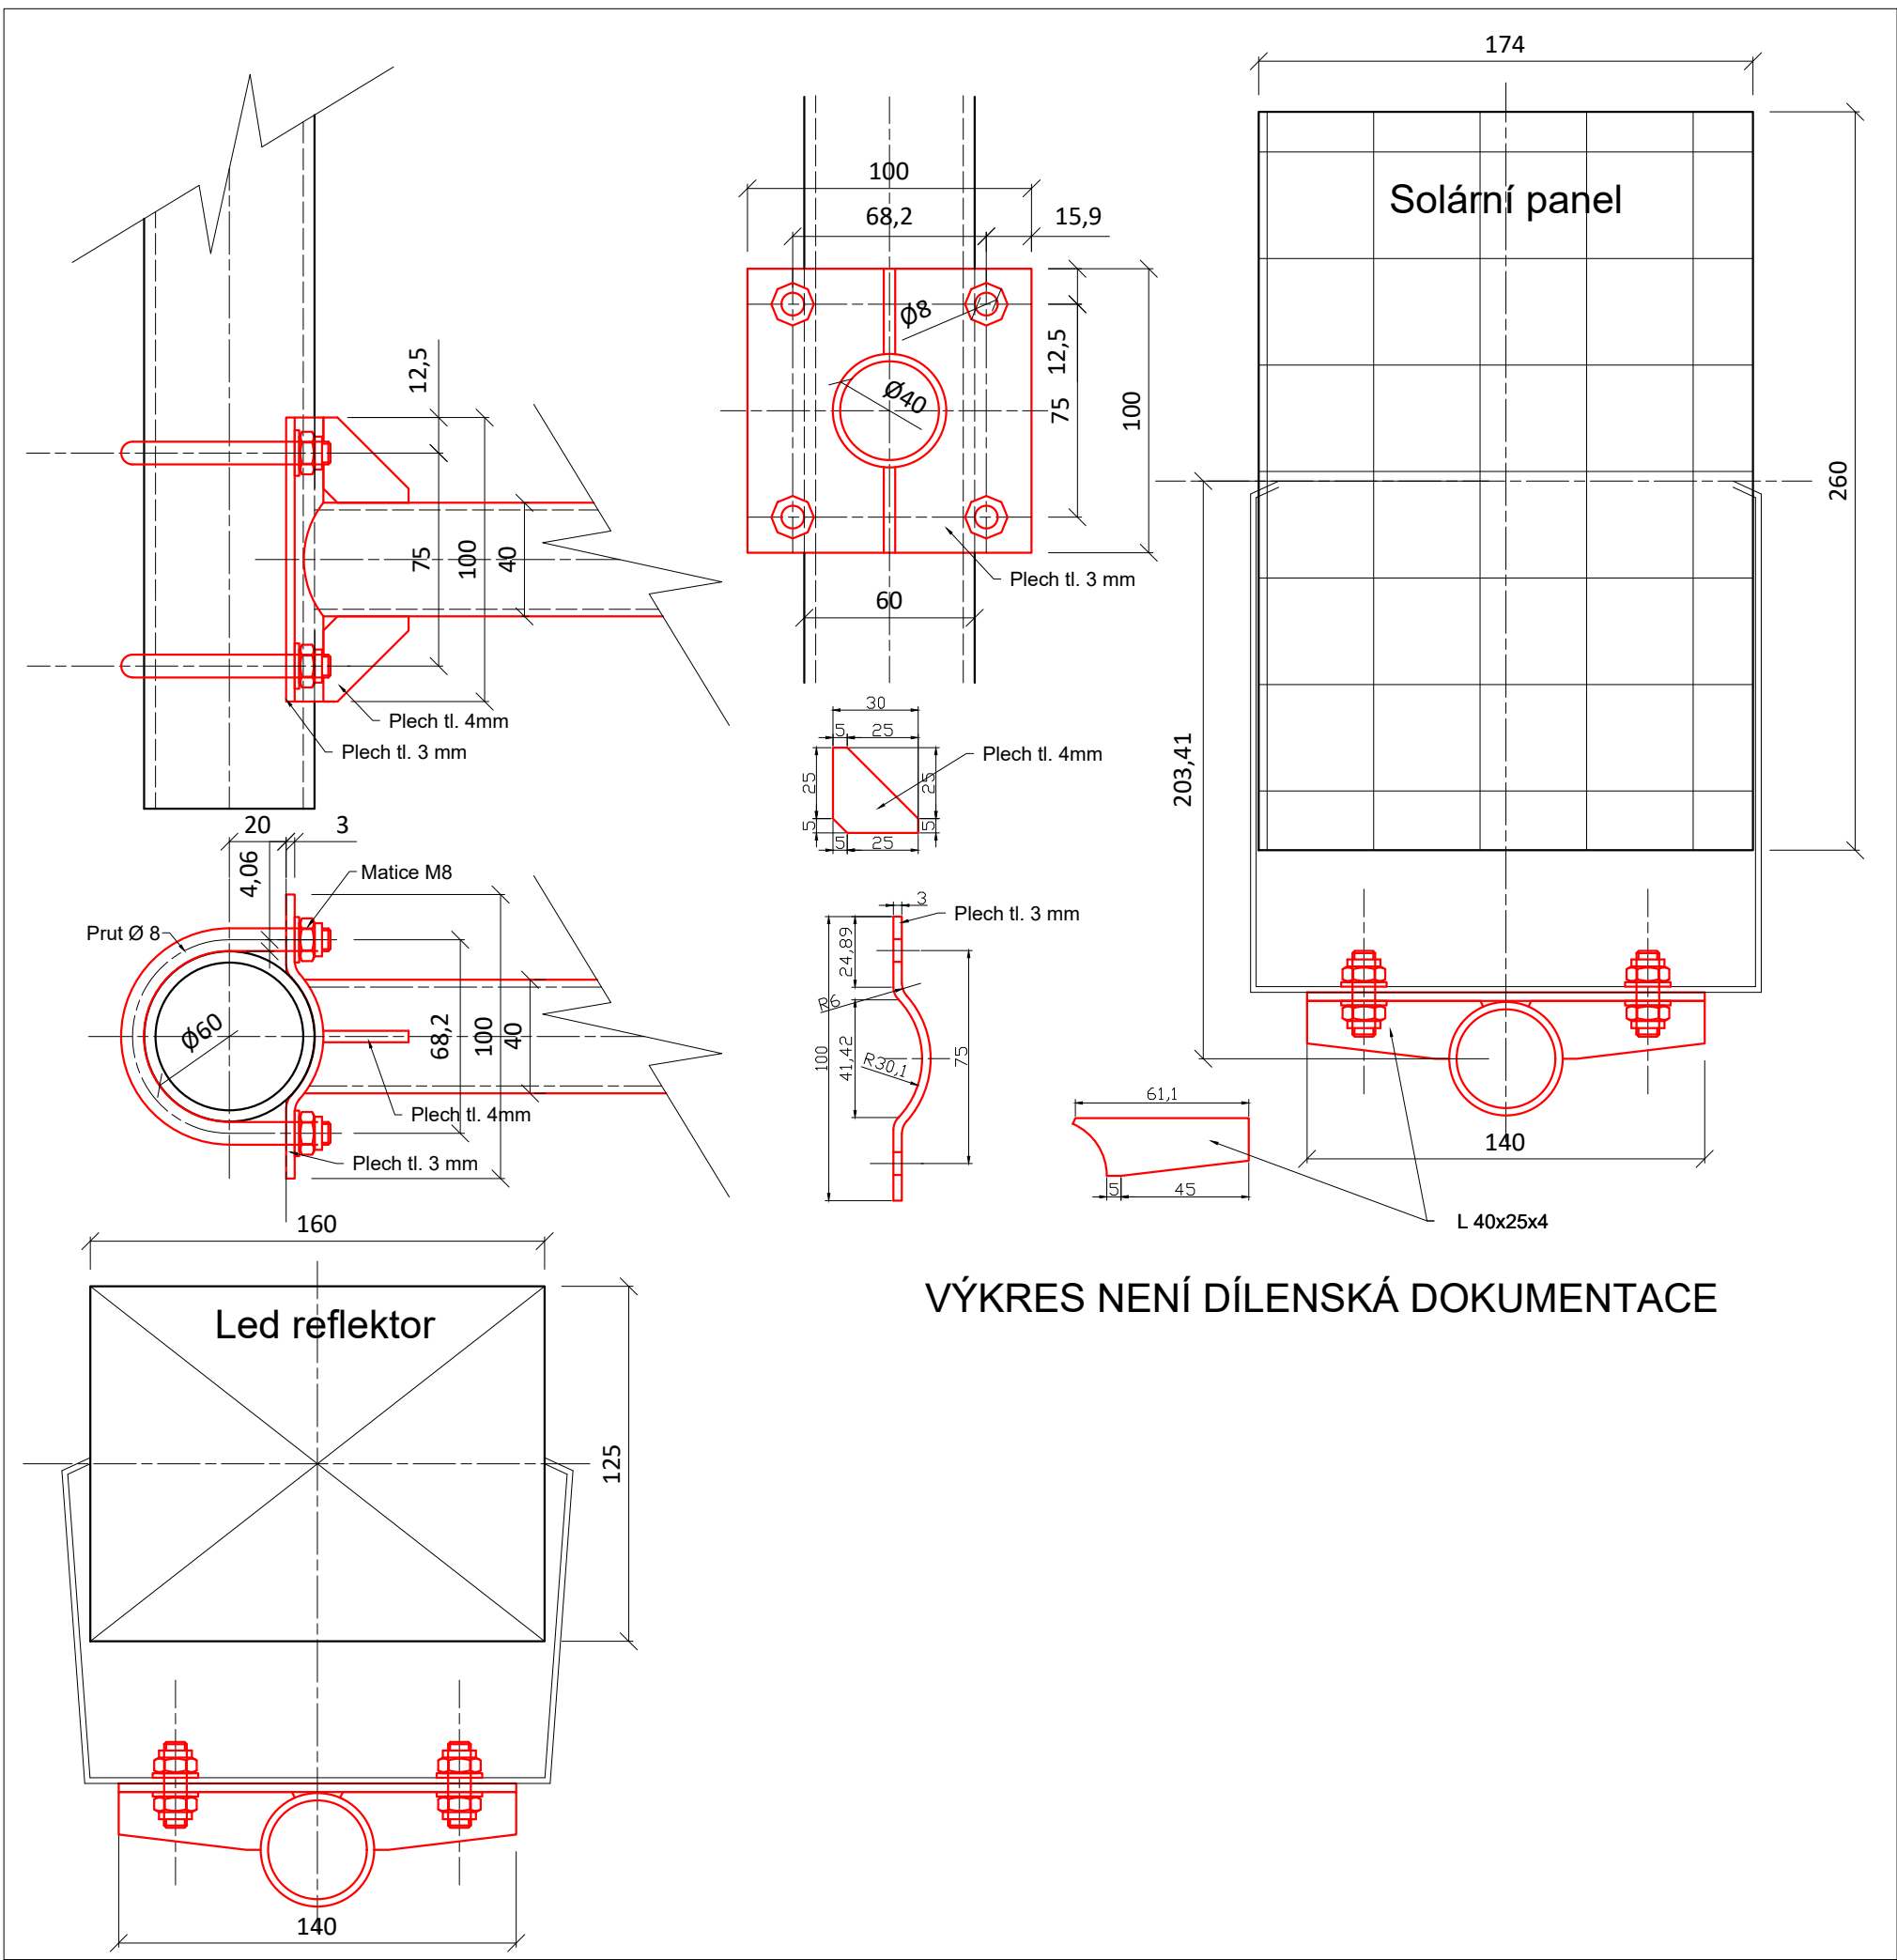 174
Solární panel
260
203,41
140
L 40x25x4
61,1
5
45
100
68,2
15,9
Ø8
Ø40
12,5
75
100
Plech tl. 3 mm
60
12,5
75
100
40
Plech tl. 4mm
Plech tl. 3 mm
30
5
25
25
5
25
5
5
25
Plech tl. 4mm
20
3
4,06
Matice M8
Prut Ø 8
Ø60
68,2
100
40
Plech tl. 4mm
Plech tl. 3 mm
3
Plech tl. 3 mm
24,89
R6
100
41,42
R30,1
75
160
Led reflektor
125
140
VÝKRES NENÍ DÍLENSKÁ DOKUMENTACE